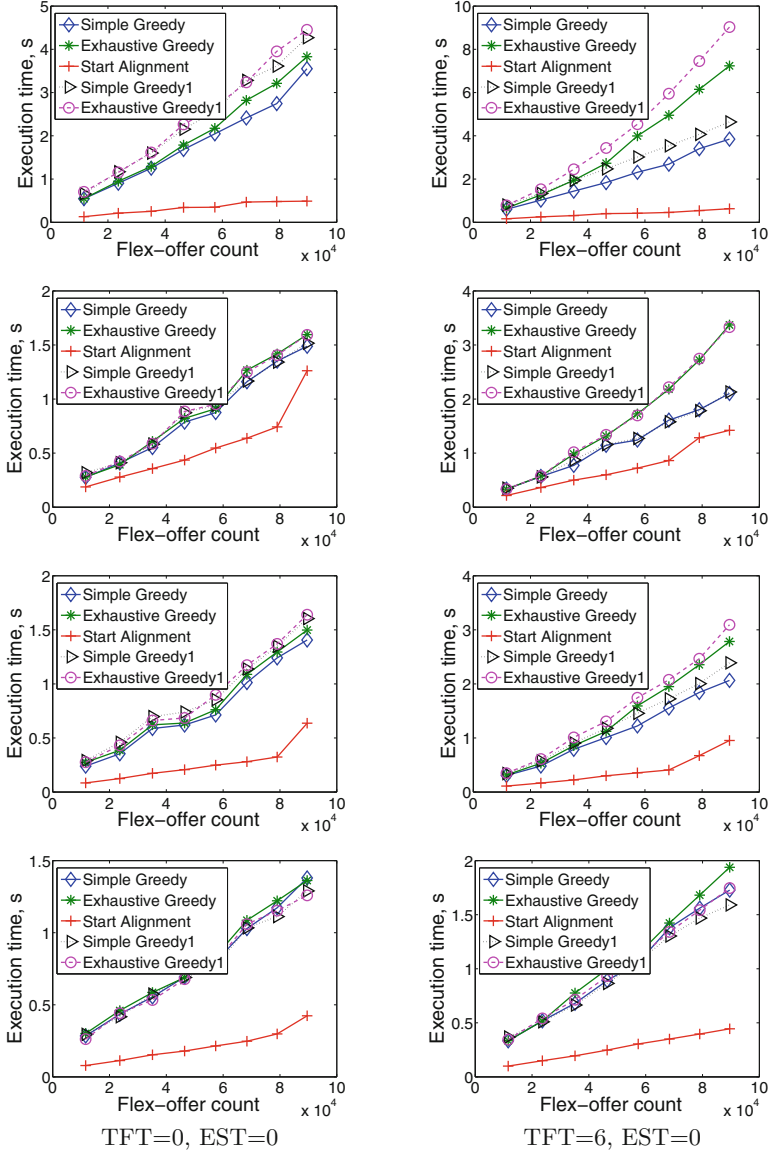 5
4
3
2
1
0
Execution time, s
Simple Greedy
Exhaustive Greedy
Start Alignment
Simple Greedy1
Exhaustive Greedy1
0 2 4 6 8 10
x 10^4
Flex-offer count
10
8
6
4
2
0
Execution time, s
Simple Greedy
Exhaustive Greedy
Start Alignment
Simple Greedy1
Exhaustive Greedy1
0 2 4 6 8 10
x 10^4
Flex-offer count
2
1.5
1
0.5
0
Execution time, s
Simple Greedy
Exhaustive Greedy
Start Alignment
Simple Greedy1
Exhaustive Greedy1
0 2 4 6 8 10
x 10^4
Flex-offer count
4
3
2
1
0
Execution time, s
Simple Greedy
Exhaustive Greedy
Start Alignment
Simple Greedy1
Exhaustive Greedy1
0 2 4 6 8 10
x 10^4
Flex-offer count
2
1.5
1
0.5
0
Execution time, s
Simple Greedy
Exhaustive Greedy
Start Alignment
Simple Greedy1
Exhaustive Greedy1
0 2 4 6 8 10
x 10^4
Flex-offer count
4
3
2
1
0
Execution time, s
Simple Greedy
Exhaustive Greedy
Start Alignment
Simple Greedy1
Exhaustive Greedy1
0 2 4 6 8 10
x 10^4
Flex-offer count
1.5
1
0.5
0
Execution time, s
Simple Greedy
Exhaustive Greedy
Start Alignment
Simple Greedy1
Exhaustive Greedy1
0 2 4 6 8 10
x 10^4
Flex-offer count
2
1.5
1
0.5
0
Execution time, s
Simple Greedy
Exhaustive Greedy
Start Alignment
Simple Greedy1
Exhaustive Greedy1
0 2 4 6 8 10
x 10^4
Flex-offer count
TFT=0, EST=0
TFT=6, EST=0